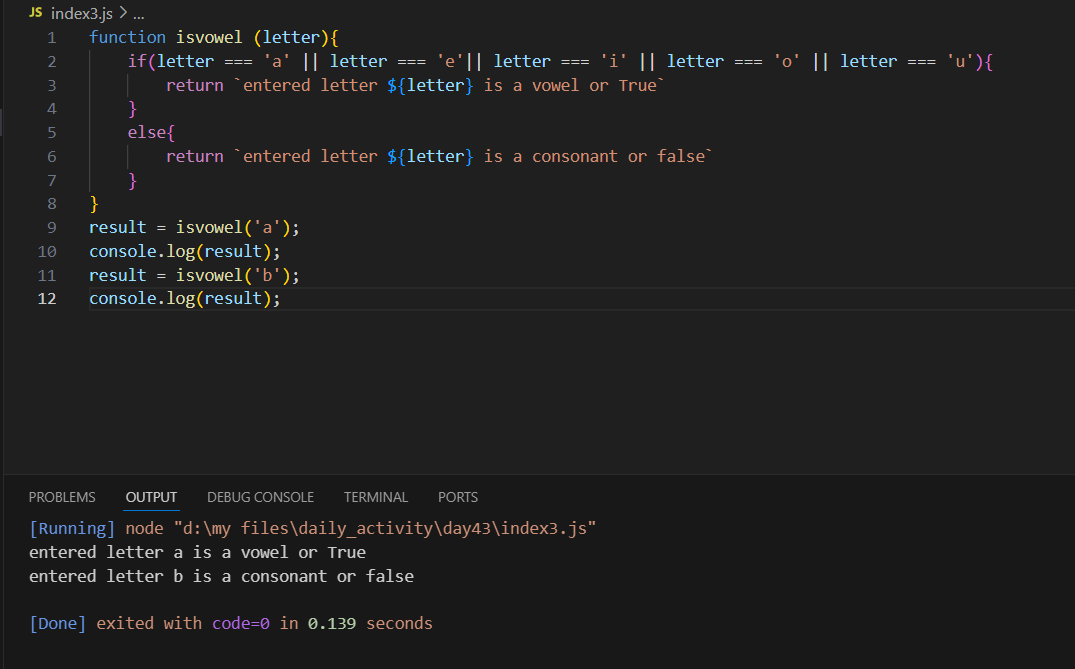 JS index3.js > ...
1 function isvowel (letter){
2     if(letter === 'a' || letter === 'e'|| letter === 'i' || letter === 'o' || letter === 'u'){
3         return `entered letter ${letter} is a vowel or True`
4     }
5     else{
6         return `entered letter ${letter} is a consonant or false`
7     }
8 }
9 result = isvowel('a');
10 console.log(result);
11 result = isvowel('b');
12 console.log(result);
PROBLEMS OUTPUT DEBUG CONSOLE TERMINAL PORTS
[Running] node "d:\my files\daily_activity\day43\index3.js"
entered letter a is a vowel or True
entered letter b is a consonant or false
[Done] exited with code=0 in 0.139 seconds